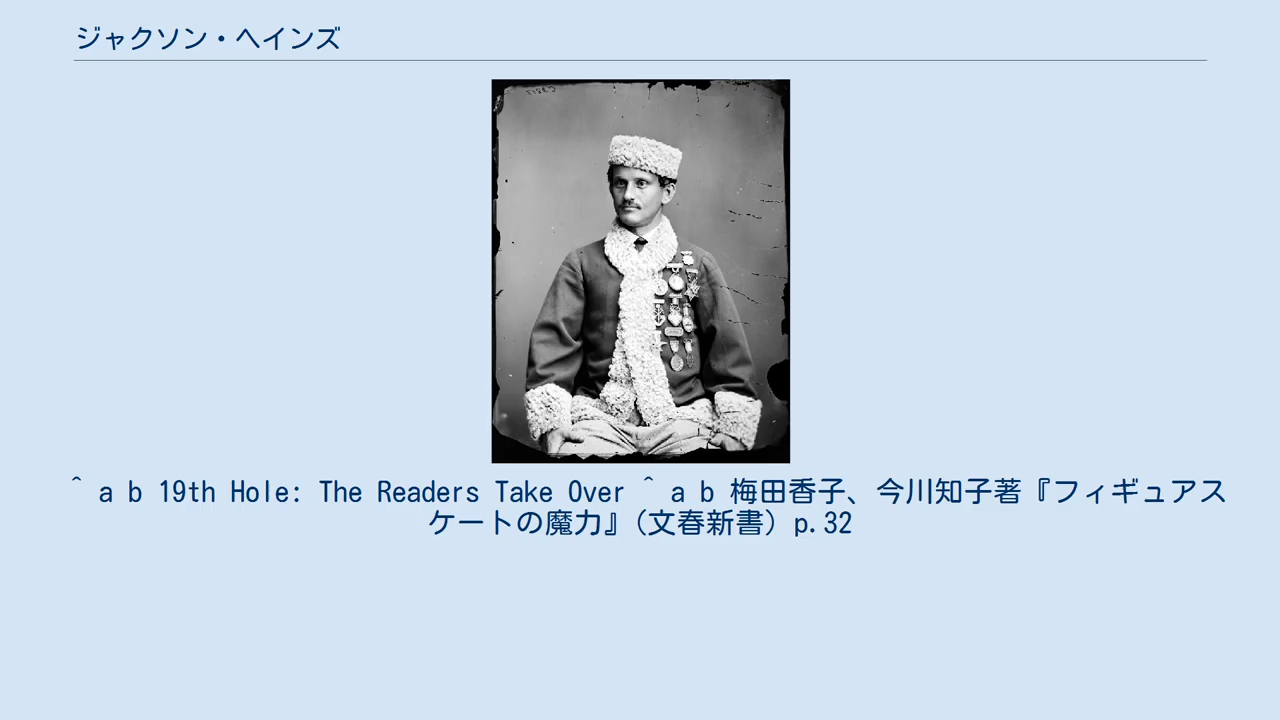 ジャクソン・ヘインズ
^ a b 19th Hole: The Readers Take Over ^ a b 梅田香子、今川知子著『フィギュアス
ケートの魔力』（文春新書）p.32